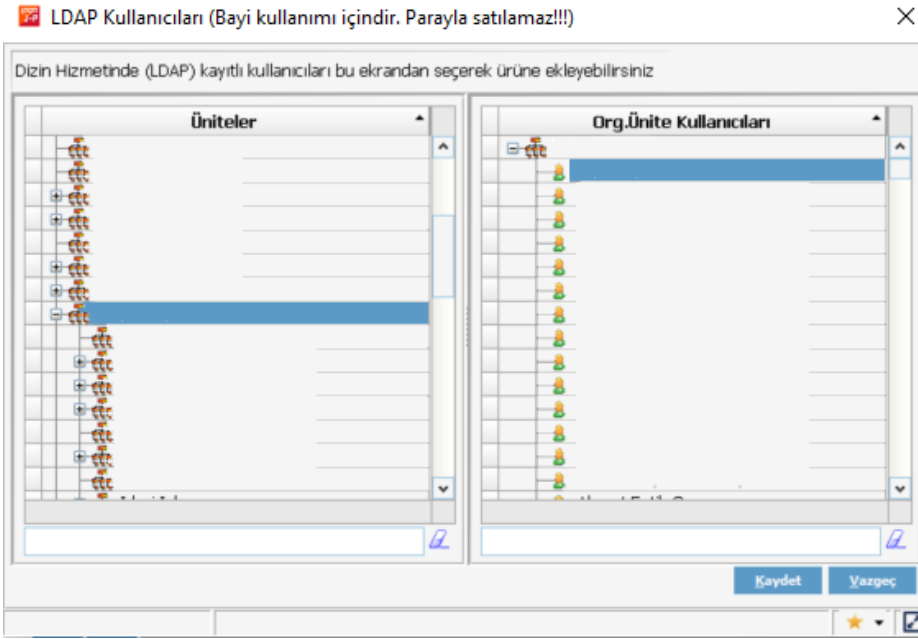 LDAP Kullanıcıları (Bayi kullanımı içindir. Parayla satılamaz!!!)
Dizin Hizmetinde (LDAP) kayıtlı kullanıcıları bu ekrandan seçerek ürüne ekleyebilirsiniz
Üniteler
Org.Ünite Kullanıcıları
Kaydet
Vazgeç